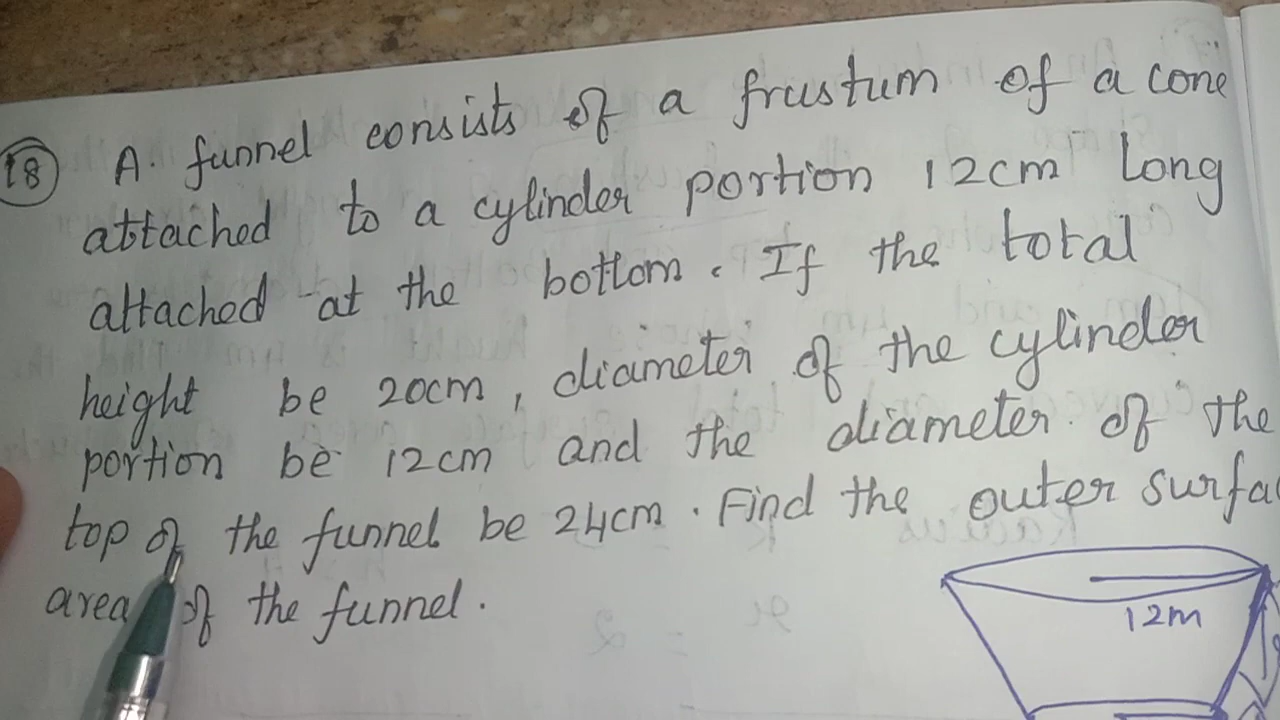 18 A. funnel consists of a frustum of a cone
attached to a cylinder portion 12cm long
attached at the bottom. If the total
height be 20cm, diameter of the cylinder
portion be 12cm and the diameter of the
top of the funnel be 24cm. Find the outer surfa
area of the funnel.
12m